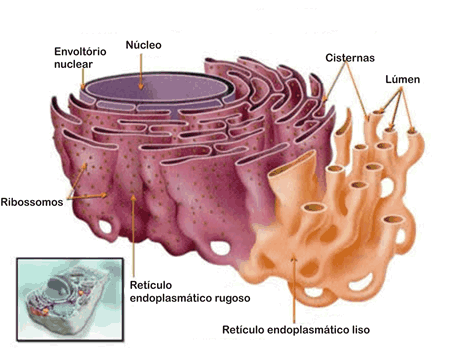 Núcleo
Envoltório
nuclear
Cisternas
Lúmen
Ribossomos
Retículo
endoplasmático rugoso
Retículo endoplasmático liso